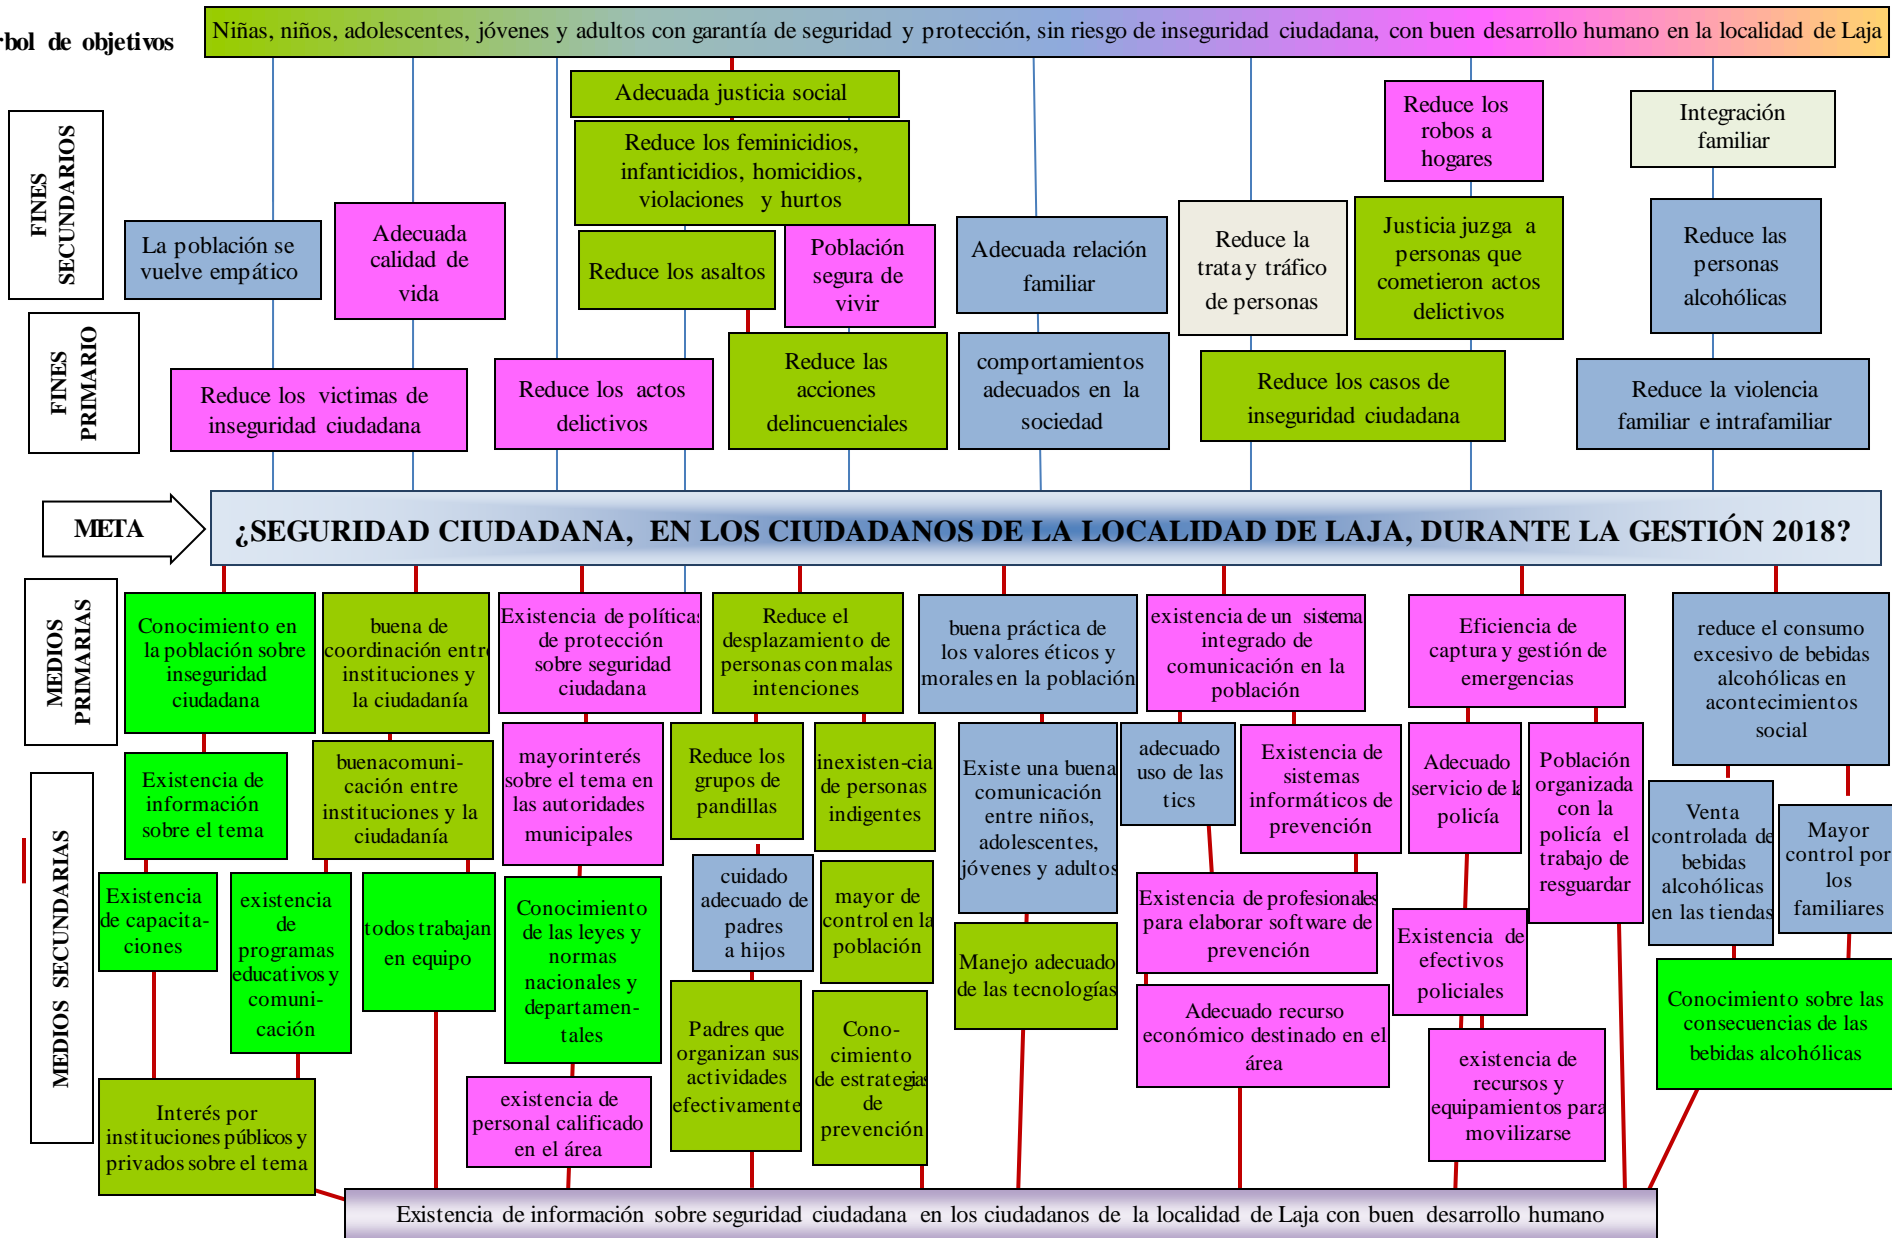 rbol de objetivos
Niñas, niños, adolescentes, jóvenes y adultos con garantía de seguridad y protección, sin riesgo de inseguridad ciudadana, con buen desarrollo humano en la localidad de Laja
FINES
SECUNDARIOS
La población se
vuelve empático
Adecuada
calidad de
vida
Adecuada justicia social
Reduce los feminicidios,
infanticidios, homicidios,
violaciones y hurtos
Reduce los asaltos
Población
segura de
vivir
Adecuada relación
familiar
Reduce la
trata y tráfico
de personas
Reduce los
robos a
hogares
Justicia juzga a
personas que
cometieron actos
delictivos
Integración
familiar
Reduce las
personas
alcohólicas
FINES
PRIMARIO
Reduce los victimas de
inseguridad ciudadana
Reduce los actos
delictivos
Reduce las
acciones
delincuenciales
comportamientos
adecuados en la
sociedad
Reduce los casos de
inseguridad ciudadana
Reduce la violencia
familiar e intrafamiliar
META
¿SEGURIDAD CIUDADANA, EN LOS CIUDADANOS DE LA LOCALIDAD DE LAJA, DURANTE LA GESTIÓN 2018?
MEDIOS
PRIMARIAS
Conocimiento en
la población sobre
inseguridad
ciudadana
buena de
coordinación entre
instituciones y
la ciudadanía
Existencia de políticas
de protección
sobre seguridad
ciudadana
Reduce el
desplazamiento de
personas con malas
intenciones
buena práctica de
los valores éticos y
morales en la población
existencia de un sistema
integrado de
comunicación en la
población
Eficiencia de
captura y gestión de
emergencias
reduce el consumo
excesivo de bebidas
alcohólicas en
acontecimientos
social
MEDIOS SECUNDARIAS
Existencia de
información
sobre el tema
buenacomuni-
cación entre
instituciones y la
ciudadanía
mayorinterés
sobre el tema en
las autoridades
municipales
Reduce los
grupos de
pandillas
inexisten-cia
de personas
indigentes
Existe una buena
comunicación
entre niños,
adolescentes,
jóvenes y adultos
adecuado
uso de las
tics
Existencia de
sistemas
informáticos de
prevención
Adecuado
servicio de la
policía
Población
organizada
con la
policía el
trabajo de
resguardar
Venta
controlada de
bebidas
alcohólicas
en las tiendas
Mayor
control por
los
familiares
Existencia
de capacita-
ciones
existencia
de
programas
educativos y
comuni-
cación
todos trabajan
en equipo
Conocimiento
de las leyes y
normas
nacionales y
departamen-
tales
cuidado
adecuado de
padres
a hijos
mayor de
control en la
población
Manejo adecuado
de las tecnologías
Existencia de profesionales
para elaborar software de
prevención
Existencia de
efectivos
policiales
Conocimiento sobre las
consecuencias de las
bebidas alcohólicas
Interés por
instituciones públicos y
privados sobre el tema
existencia de
personal calificado
en el área
Padres que
organizan sus
actividades
efectivamente
Cono-
cimiento
de estrategias
de
prevención
Adecuado recurso
económico destinado en el
área
existencia de
recursos y
equipamientos para
movilizarse
Existencia de información sobre seguridad ciudadana en los ciudadanos de la localidad de Laja con buen desarrollo humano